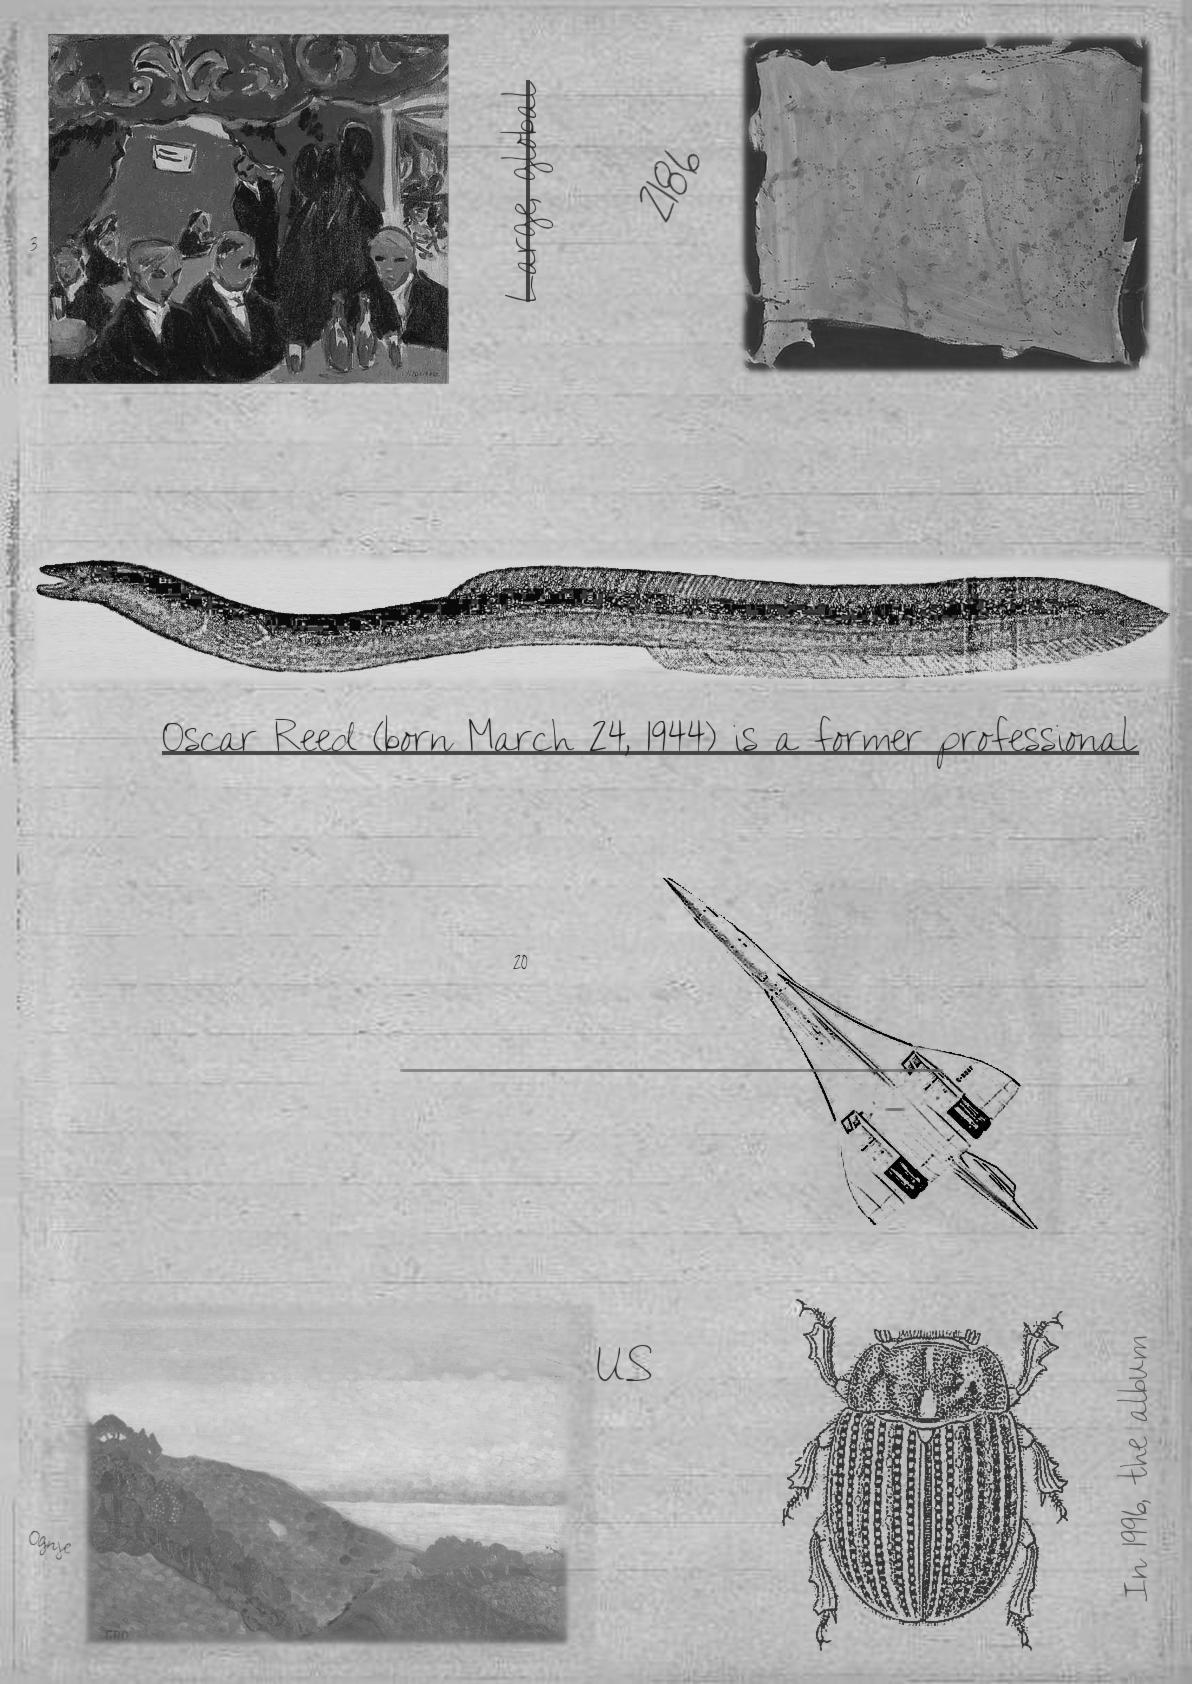 Large, global
2186
3
Oscar Reed (born March 24, 1944) is a former professional
20
US
In 1996, the album
Ognje